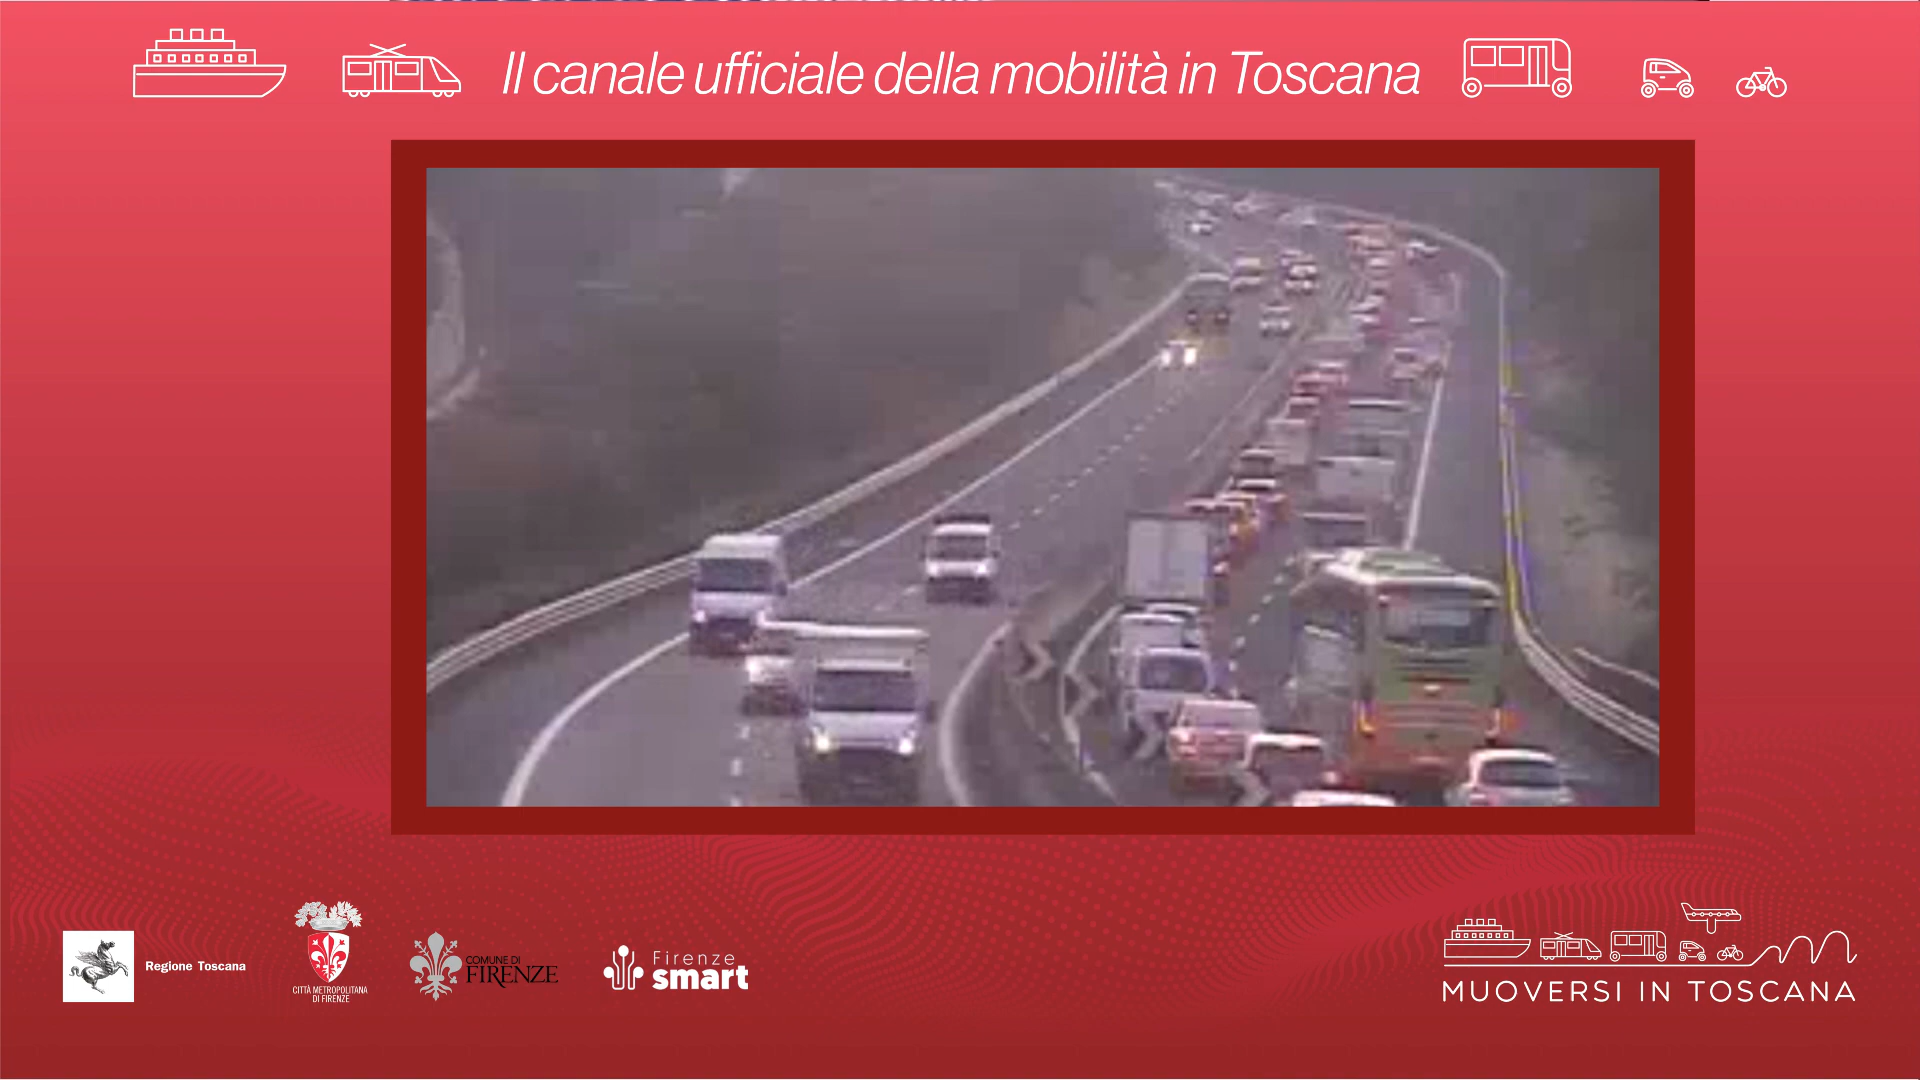 Il canale ufficiale della mobilità in Toscana
Regione Toscana
CITTÀ METROPOLITANA
DI FIRENZE
COMUNE DI
FIRENZE
Firenze
smart
MUOVERSI IN TOSCANA